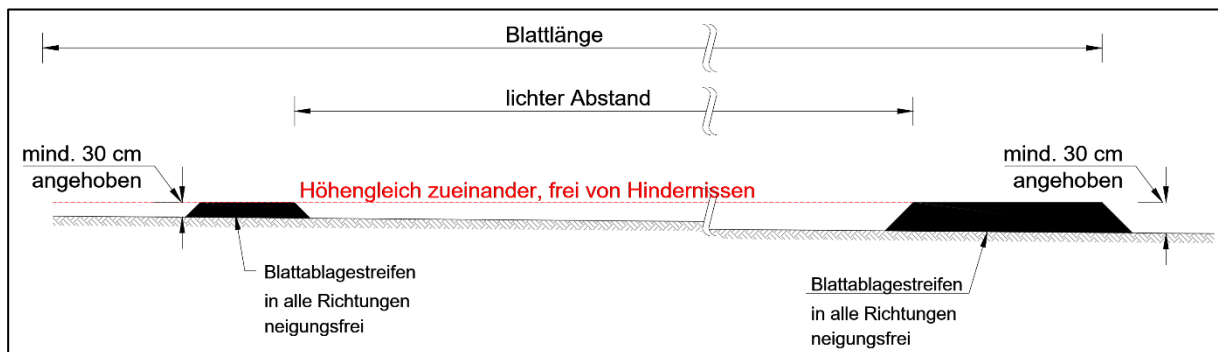 Blattlänge
lichter Abstand
mind. 30 cm
angehoben
Höhengleich zueinander, frei von Hindernissen
mind. 30 cm
angehoben
Blattablagestreifen
in alle Richtungen
neigungsfrei
Blattablagestreifen
in alle Richtungen
neigungsfrei